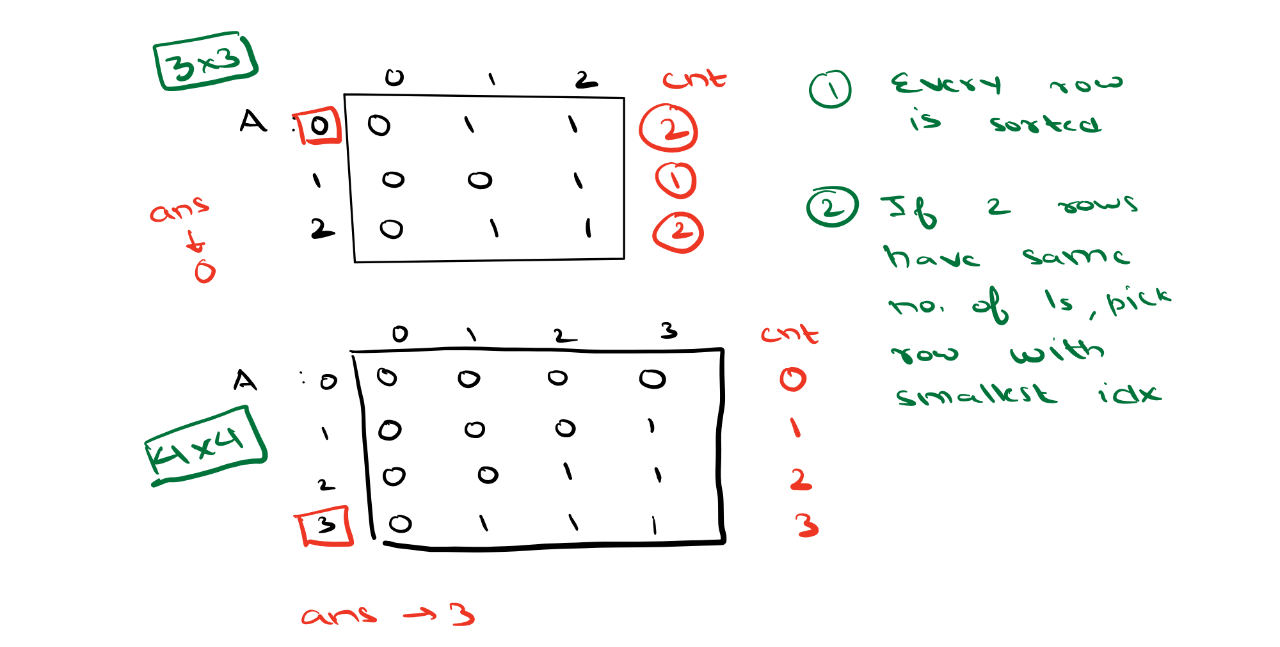 3x3
0 1 2 cnt
A : 0 0 1 1 2
1 0 0 1 1
2 0 1 1 2
ans
0
① Every row
is sorted
② If 2 rows
have same
no. of 1s, pick
row with
smallest idx
0 1 2 3 cnt
A : 0 0 0 0 0 0
1 0 0 0 1 1
4x4
2 0 0 1 1 2
3 0 1 1 1 3
ans → 3